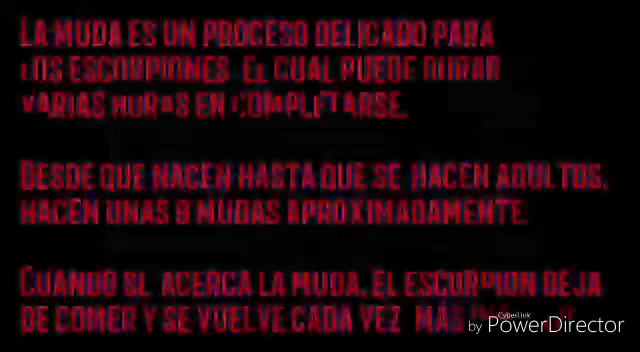 LA MUDA ES UN PROCESO DELICADO PARA
LOS ESCORPIONES. EL CUAL PUEDE DURAR
VARIAS HORAS EN COMPLETARSE.
DESDE QUE NACEN HASTA QUE SE HACEN ADULTOS,
HACEN UNAS 8 MUDAS APROXIMADAMENTE.
CUANDO SE ACERCA LA MUDA, EL ESCORPION DEJA
DE COMER Y SE VUELVE CADA VEZ MÁS
CyberLink
by PowerDirector